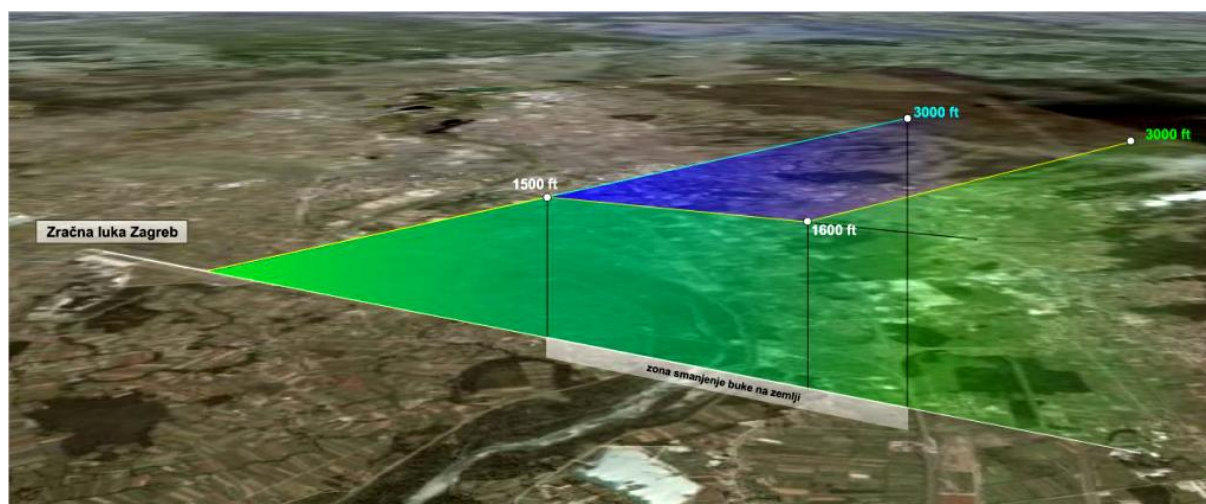 3000 ft
3000 ft
1500 ft
Zračna luka Zagreb
1600 ft
zona smanjenje buke na zemlji